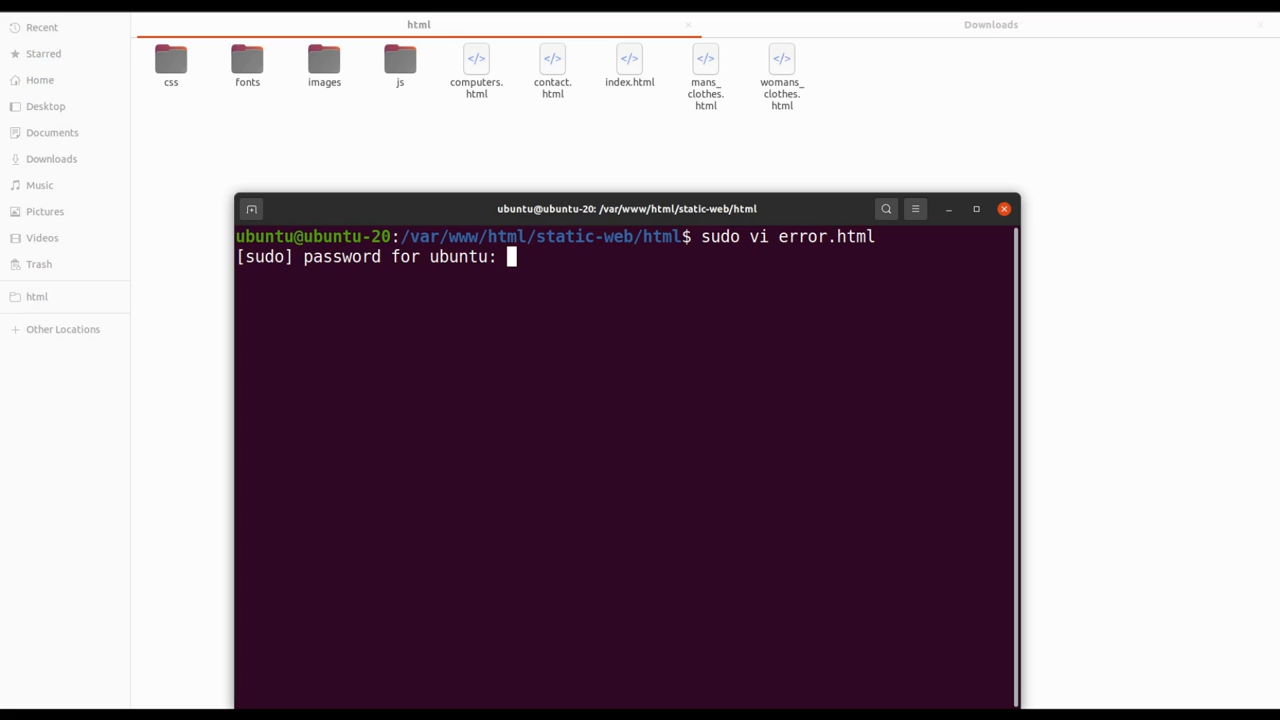 html
Downloads
Recent
Starred
Home
Desktop
Documents
Downloads
Music
Pictures
Videos
Trash
html
Other Locations
css
fonts
images
js
computers.
html
contact.
html
index.html
mans_
clothes.
html
womans_
clothes.
html
ubuntu@ubuntu-20: /var/www/html/static-web/html
ubuntu@ubuntu-20:/var/www/html/static-web/html$ sudo vi error.html
[sudo] password for ubuntu: